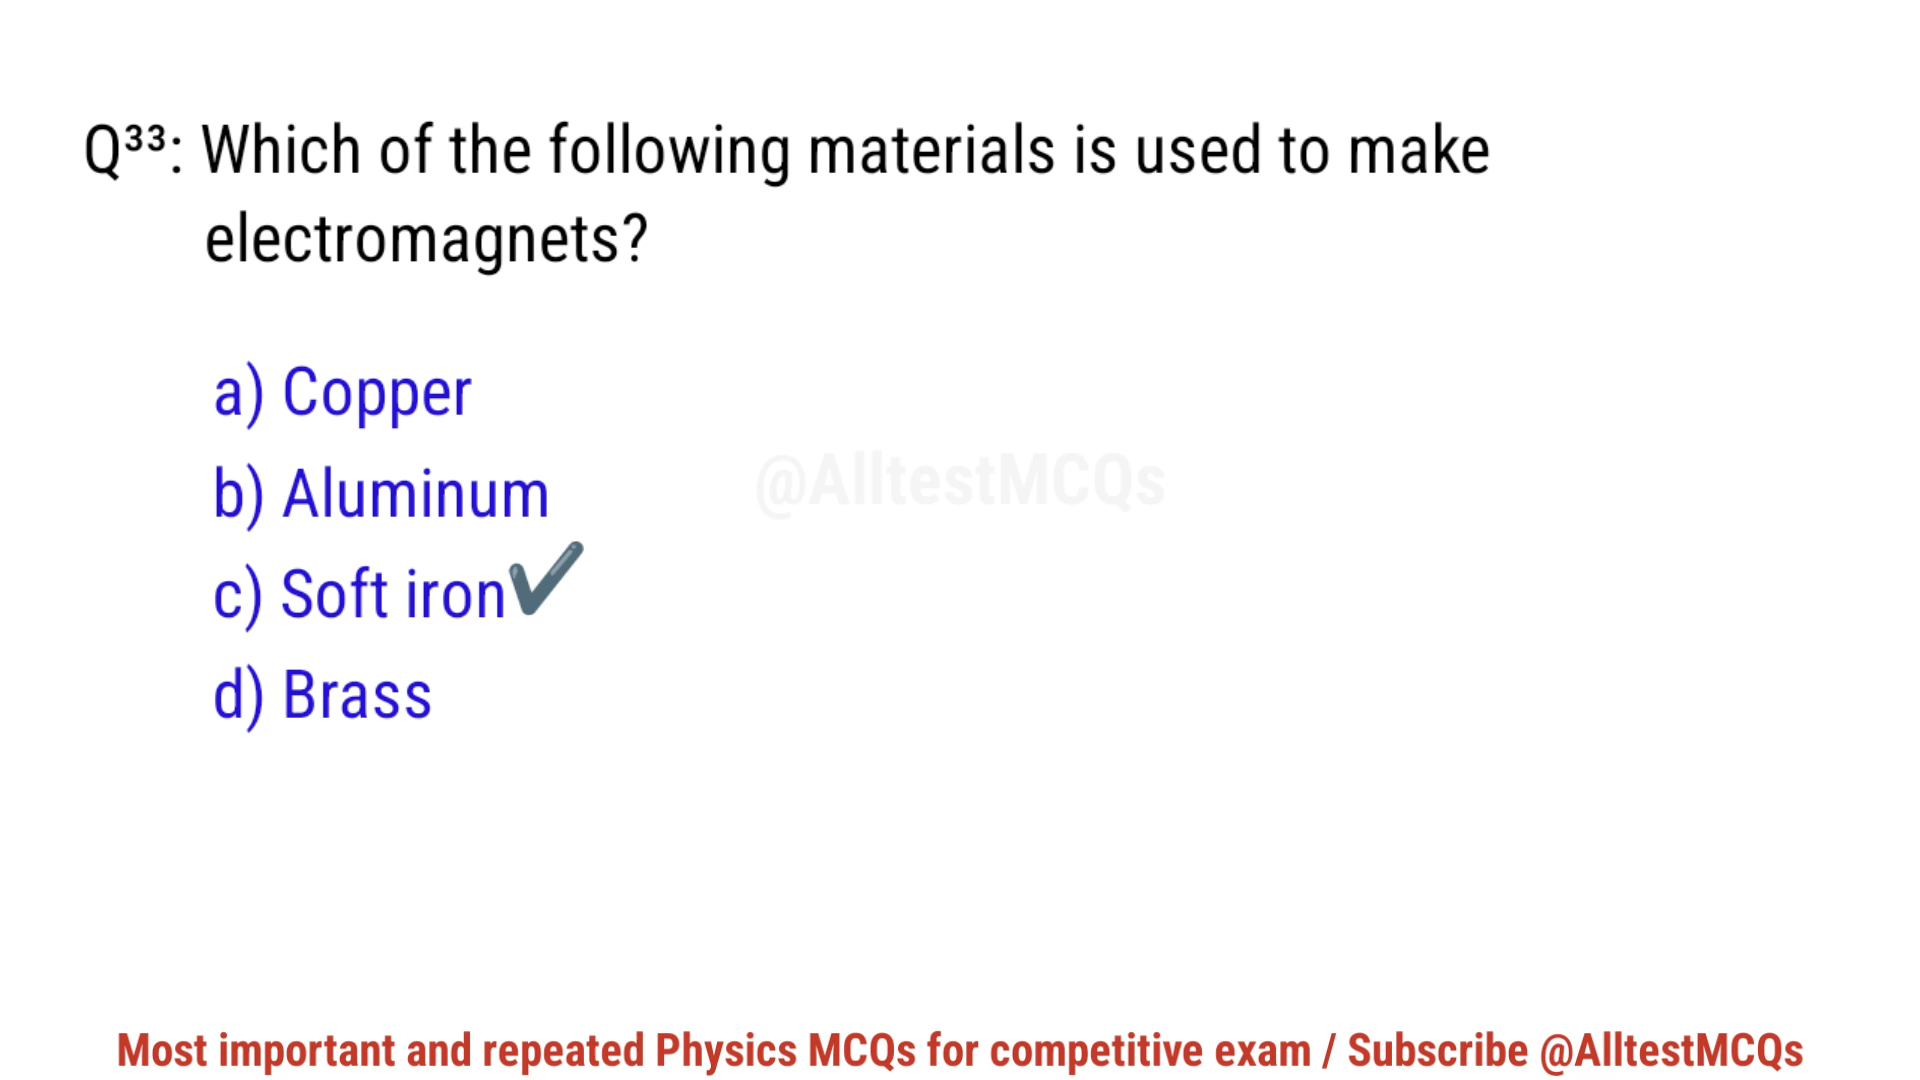 Q³³: Which of the following materials is used to make
electromagnets?
a) Copper
b) Aluminum
@AlltestMCQs
c) Soft iron✔
d) Brass
Most important and repeated Physics MCQs for competitive exam / Subscribe @AlltestMCQs